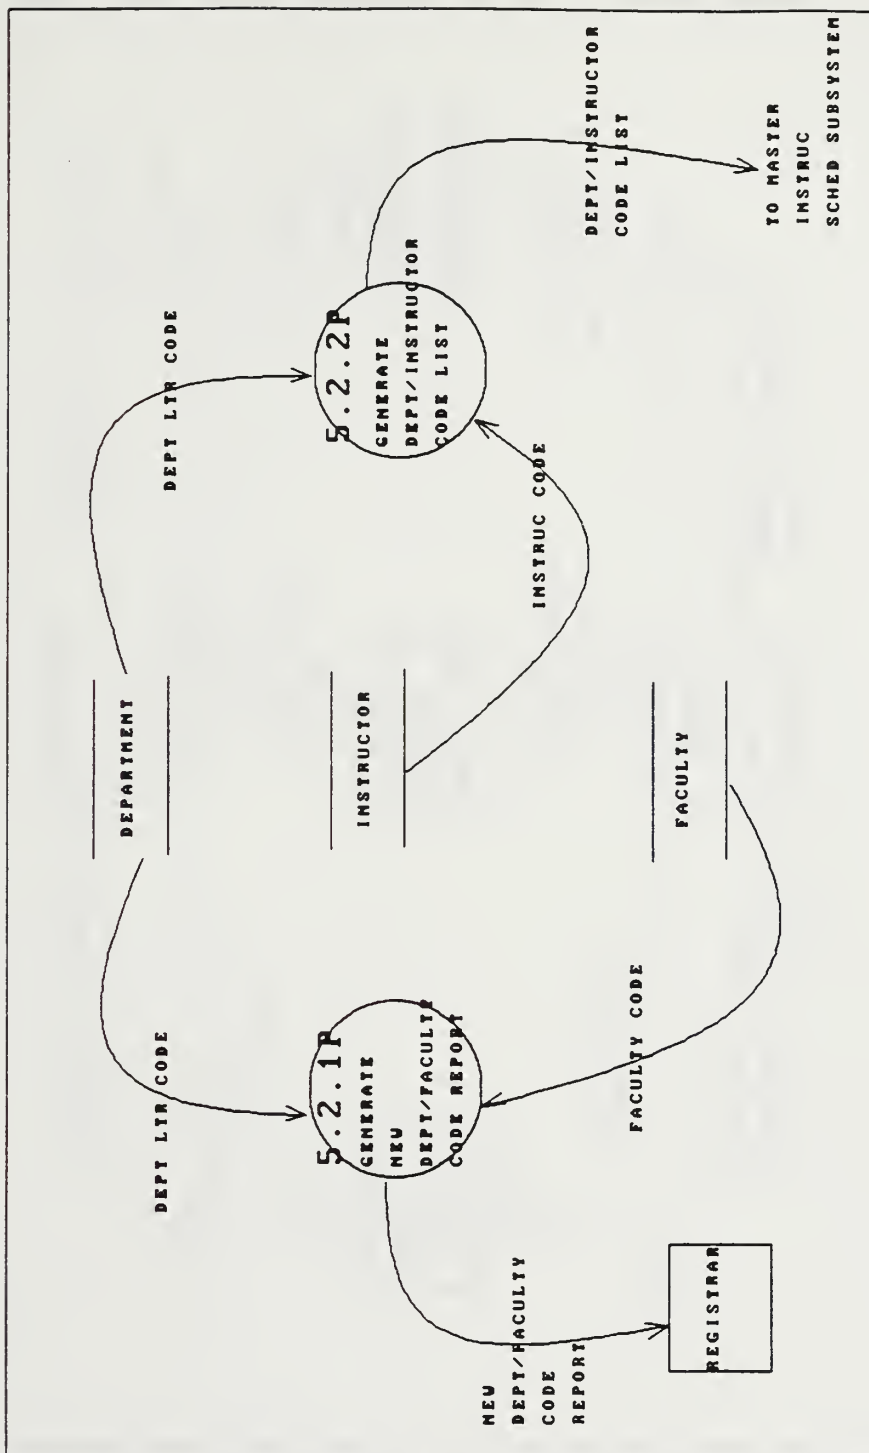 DEPT LTR CODE
DEPARTMENT
DEPT LTR CODE
5.2.1P
GENERATE
NEW
DEPT/FACULTY
CODE REPORT
INSTRUCTOR
5.2.2P
GENERATE
DEPT/INSTRUCTOR
CODE LIST
NEW
DEPT/FACULTY
CODE
REPORT
INSTRUC CODE
DEPT/INSTRUCTOR
CODE LIST
FACULTY CODE
FACULTY
REGISTRAR
TO MASTER
INSTRUC
SCHED SUBSYSTEM